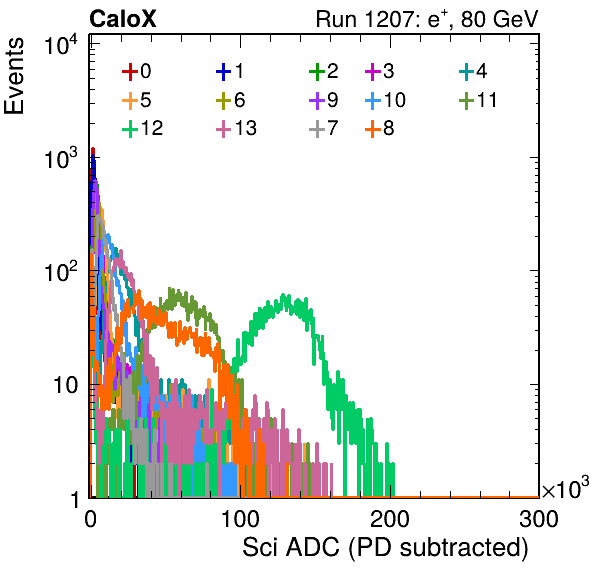 CaloX Run 1207: e⁺, 80 GeV
Events
10⁴
10³
10²
10
1
0 1 2 3 4
5 6 9 10 11
12 13 7 8
0 100 200 300
×10³
Sci ADC (PD subtracted)